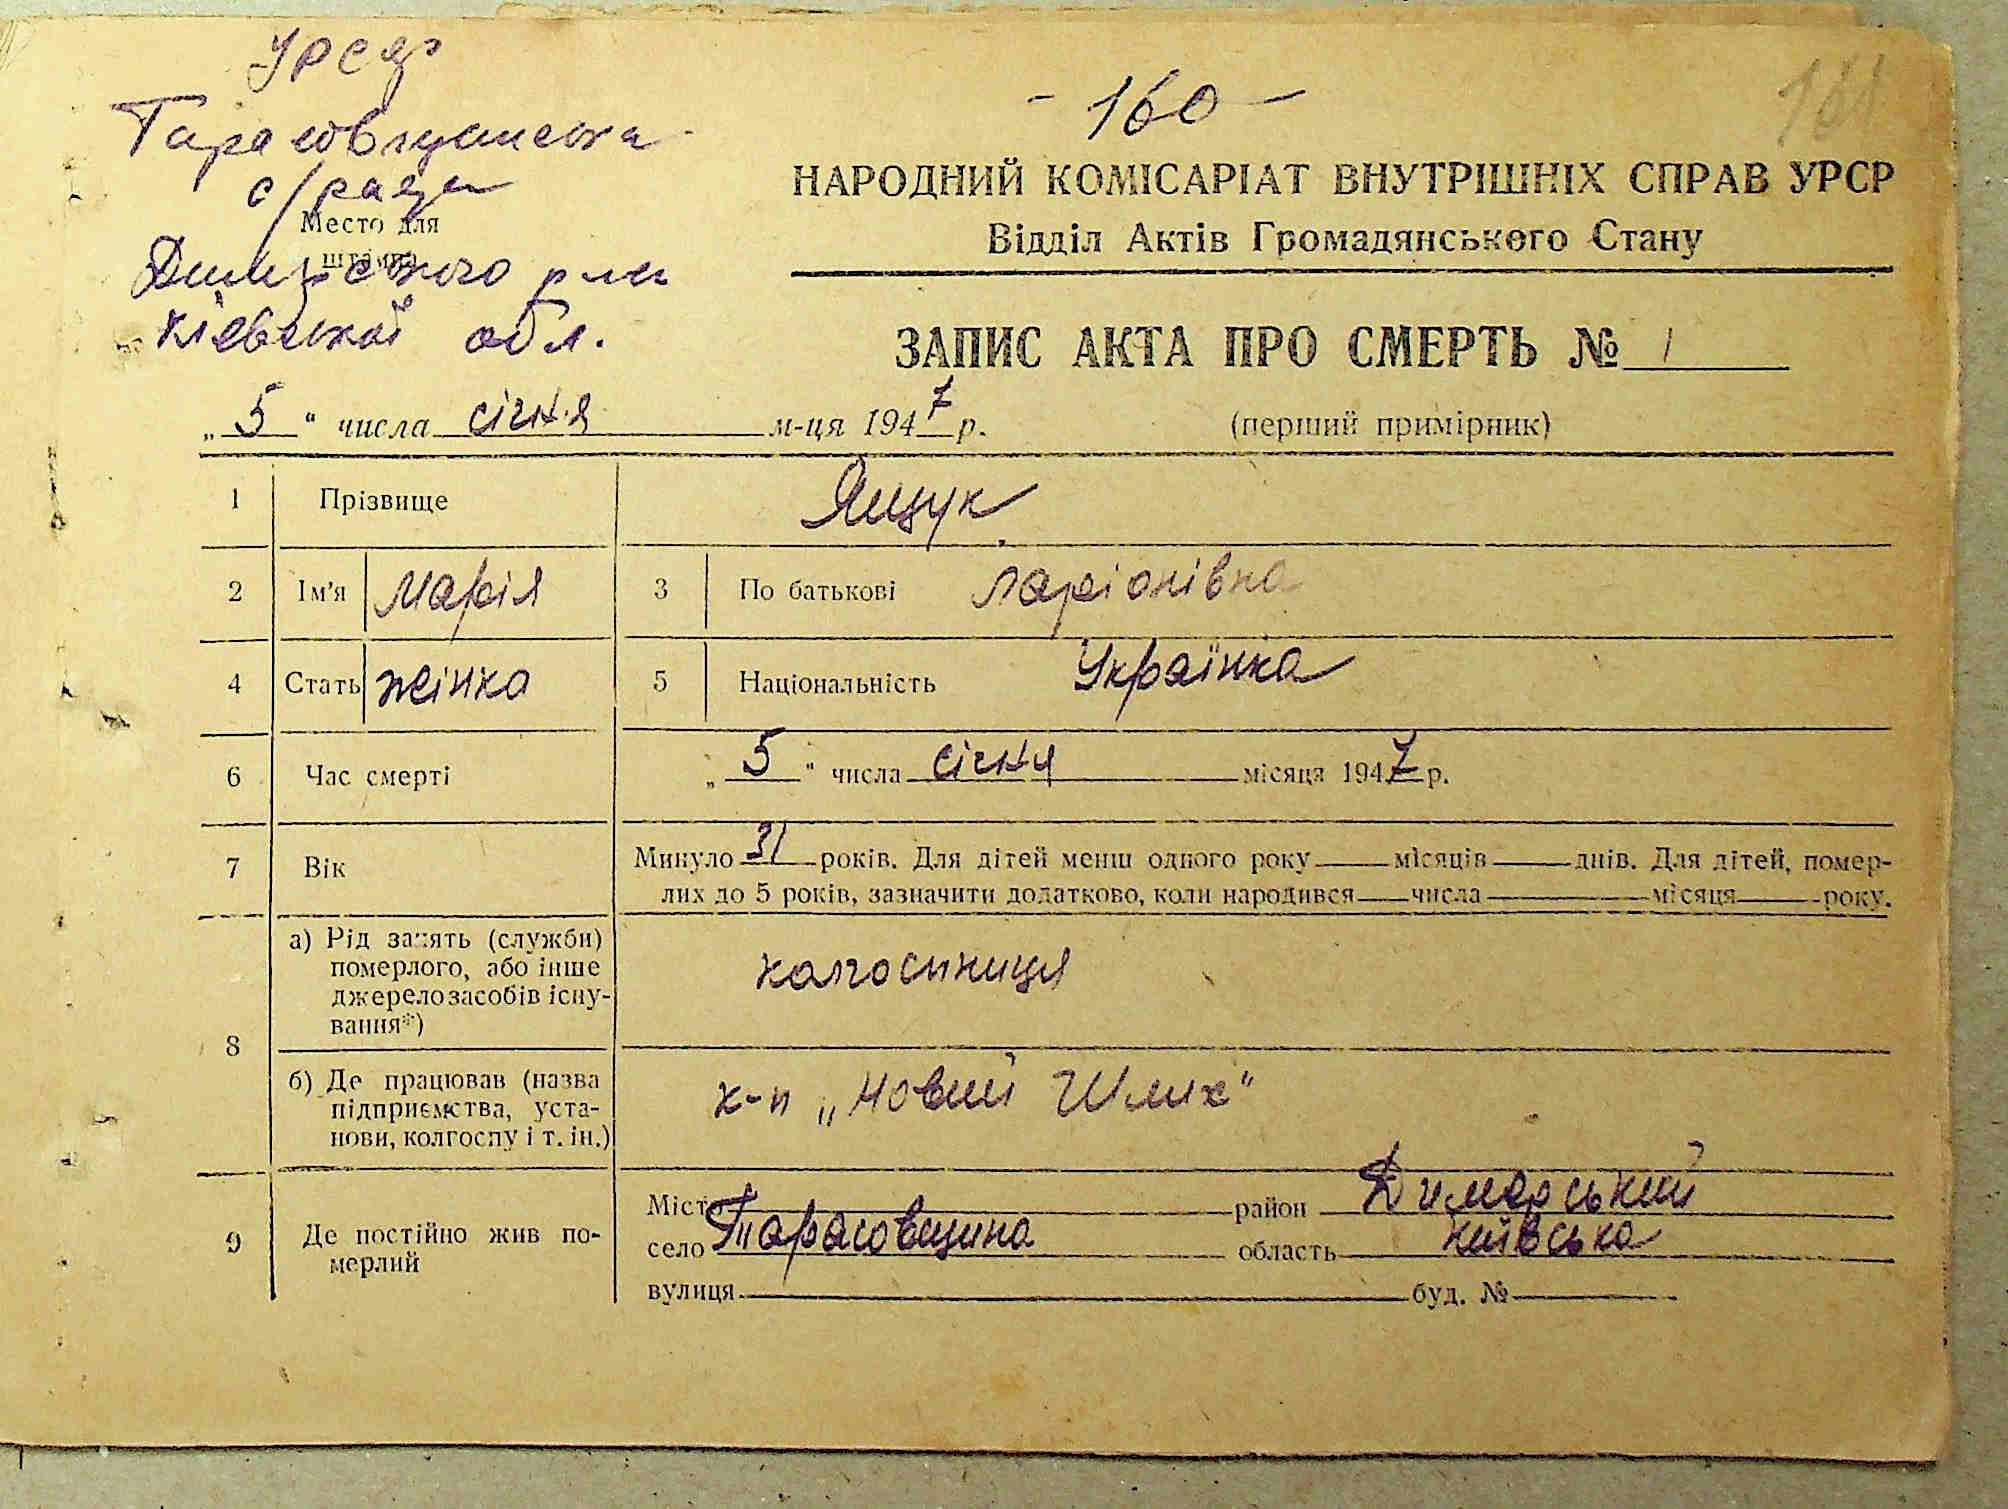 УРСР
- 160 -
161
Тарасовщинська
с/рада
Место для
штампа
Димерського р-ну
Київської обл.
НАРОДНИЙ КОМІСАРІАТ ВНУТРІШНІХ СПРАВ УРСР
Відділ Актів Громадянського Стану
ЗАПИС АКТА ПРО СМЕРТЬ № 1
„5“ числа січня м-ця 1947 р. (перший примірник)
1 Прізвище Ящук
2 Ім'я Марія 3 По батькові Ларіонівна
4 Стать жінка 5 Національність Українка
6 Час смерті „5“ числа січня місяця 1947 р.
7 Вік Минуло 31 років. Для дітей менш одного року місяців днів. Для дітей, помер-
лих до 5 років, зазначити додатково, коли народився числа місяця року.
8 а) Рід занять (служби)
померлого, або інше
джерело засобів існу-
вання*)
колгоспниця
б) Де працював (назва
підприємства, уста-
нови, колгоспу і т. ін.)
к-п „Новий Шлях“
9 Де постійно жив по-
мерлий
Місто район Димерський
село Тарасовщина область Київська
вулиця буд. №